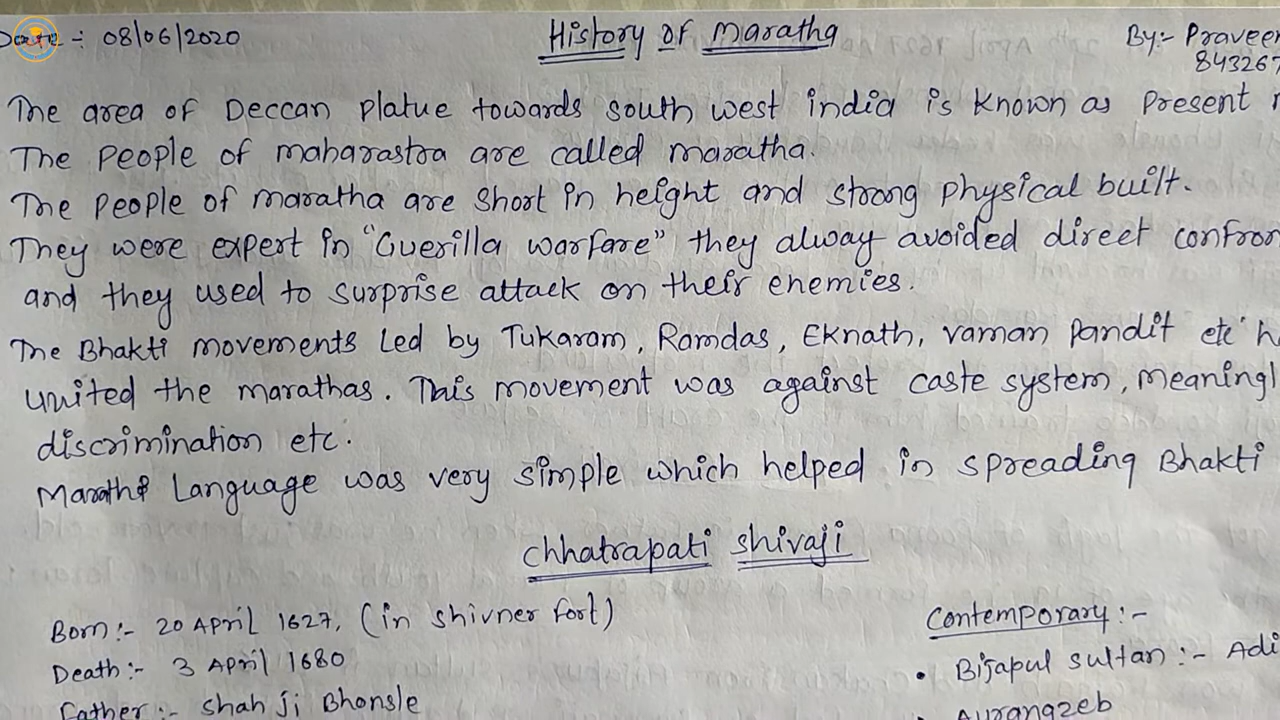 Date :- 08/06/2020
History of maratha
By:- Praveen
843267
The area of Deccan Platue towards south west india is known as Present
The People of maharastra are called maratha.
The People of maratha are Short in height and strong physical built.
They were expert in "Guerilla warfare" they alway avoided direct confron
and they used to surprise attack on their enemies.
The Bhakti movements Led by Tukaram, Ramdas, Eknath, vaman Pandit etc h
united the marathas. This movement was against caste system, meaningl
discrimination etc.
Marathi Language was very simple which helped in spreading Bhakti
Chhatrapati shivaji
Born:- 20 April 1627, (in shivner fort)
Death:- 3 April 1680
Father:- Shah Ji Bhonsle
Contemporary:-
• Bijapul sultan:- Adi
• Aurangzeb